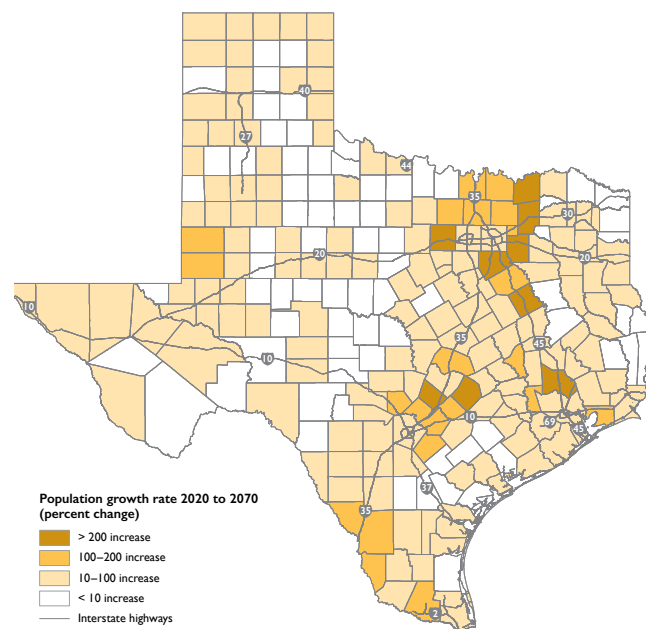 40
27
44
35
30
20
20
10
35
45
10
10
69
45
37
35
2
Population growth rate 2020 to 2070
(percent change)
> 200 increase
100–200 increase
10–100 increase
< 10 increase
Interstate highways